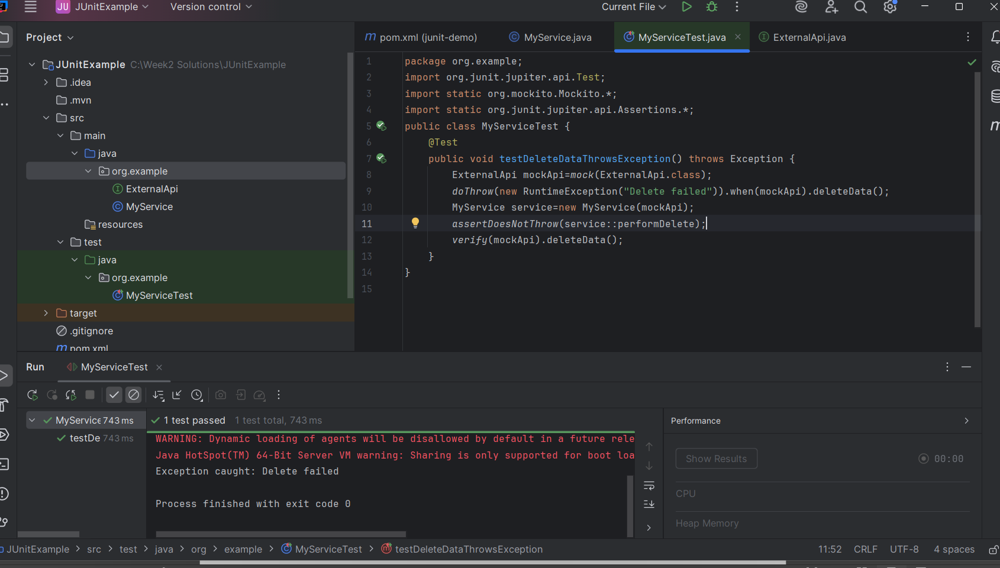 JU JUnitExample Version control Current File
Project
pom.xml (junit-demo) MyService.java MyServiceTest.java ExternalApi.java
JUnitExample C:\Week2 Solutions\JUnitExample
.idea
.mvn
src
main
java
org.example
ExternalApi
MyService
resources
test
java
org.example
MyServiceTest
target
.gitignore
pom.xml
1 package org.example;
2 import org.junit.jupiter.api.Test;
3 import static org.mockito.Mockito.*;
4 import static org.junit.jupiter.api.Assertions.*;
5 public class MyServiceTest {
6 @Test
7 public void testDeleteDataThrowsException() throws Exception {
8 ExternalApi mockApi=mock(ExternalApi.class);
9 doThrow(new RuntimeException("Delete failed")).when(mockApi).deleteData();
10 MyService service=new MyService(mockApi);
11 assertDoesNotThrow(service::performDelete);
12 verify(mockApi).deleteData();
13 }
14 }
15
Run MyServiceTest
MyService 743 ms
testDe 743 ms
1 test passed 1 test total, 743 ms
WARNING: Dynamic loading of agents will be disallowed by default in a future rele
Java HotSpot(TM) 64-Bit Server VM warning: Sharing is only supported for boot loa
Exception caught: Delete failed
Process finished with exit code 0
Performance
Show Results 00:00
CPU
Heap Memory
JUnitExample > src > test > java > org > example > MyServiceTest > testDeleteDataThrowsException 11:52 CRLF UTF-8 4 spaces